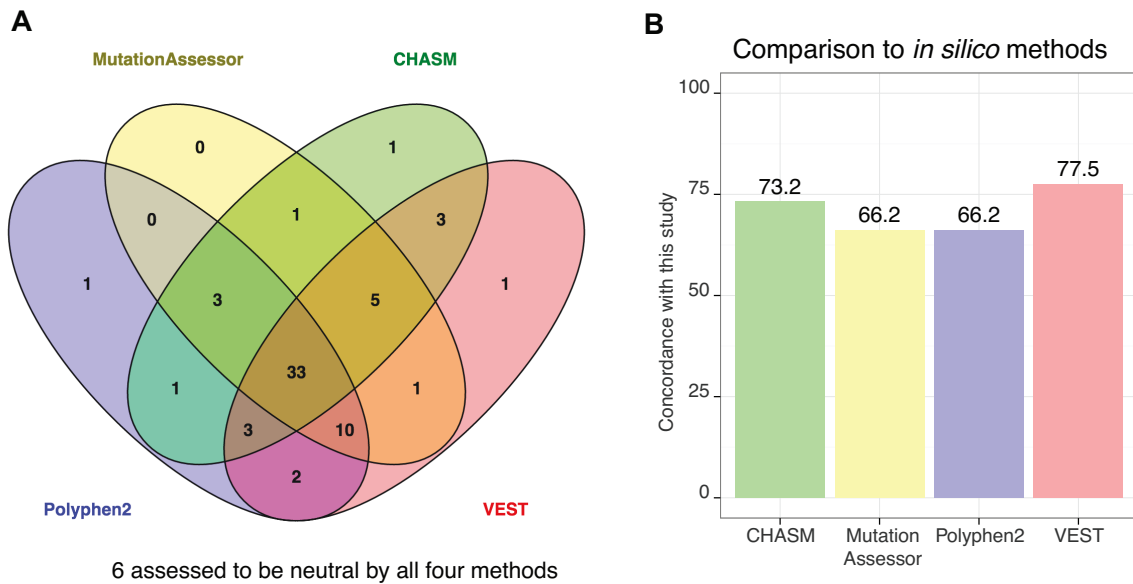 A
MutationAssessor
CHASM
0
1
0
1
3
1
3
5
1
33
1
1
3
10
2
Polyphen2
VEST
6 assessed to be neutral by all four methods
B
Comparison to in silico methods
Concordance with this study
100
75
50
25
0
73.2
66.2
66.2
77.5
CHASM
Mutation
Assessor
Polyphen2
VEST